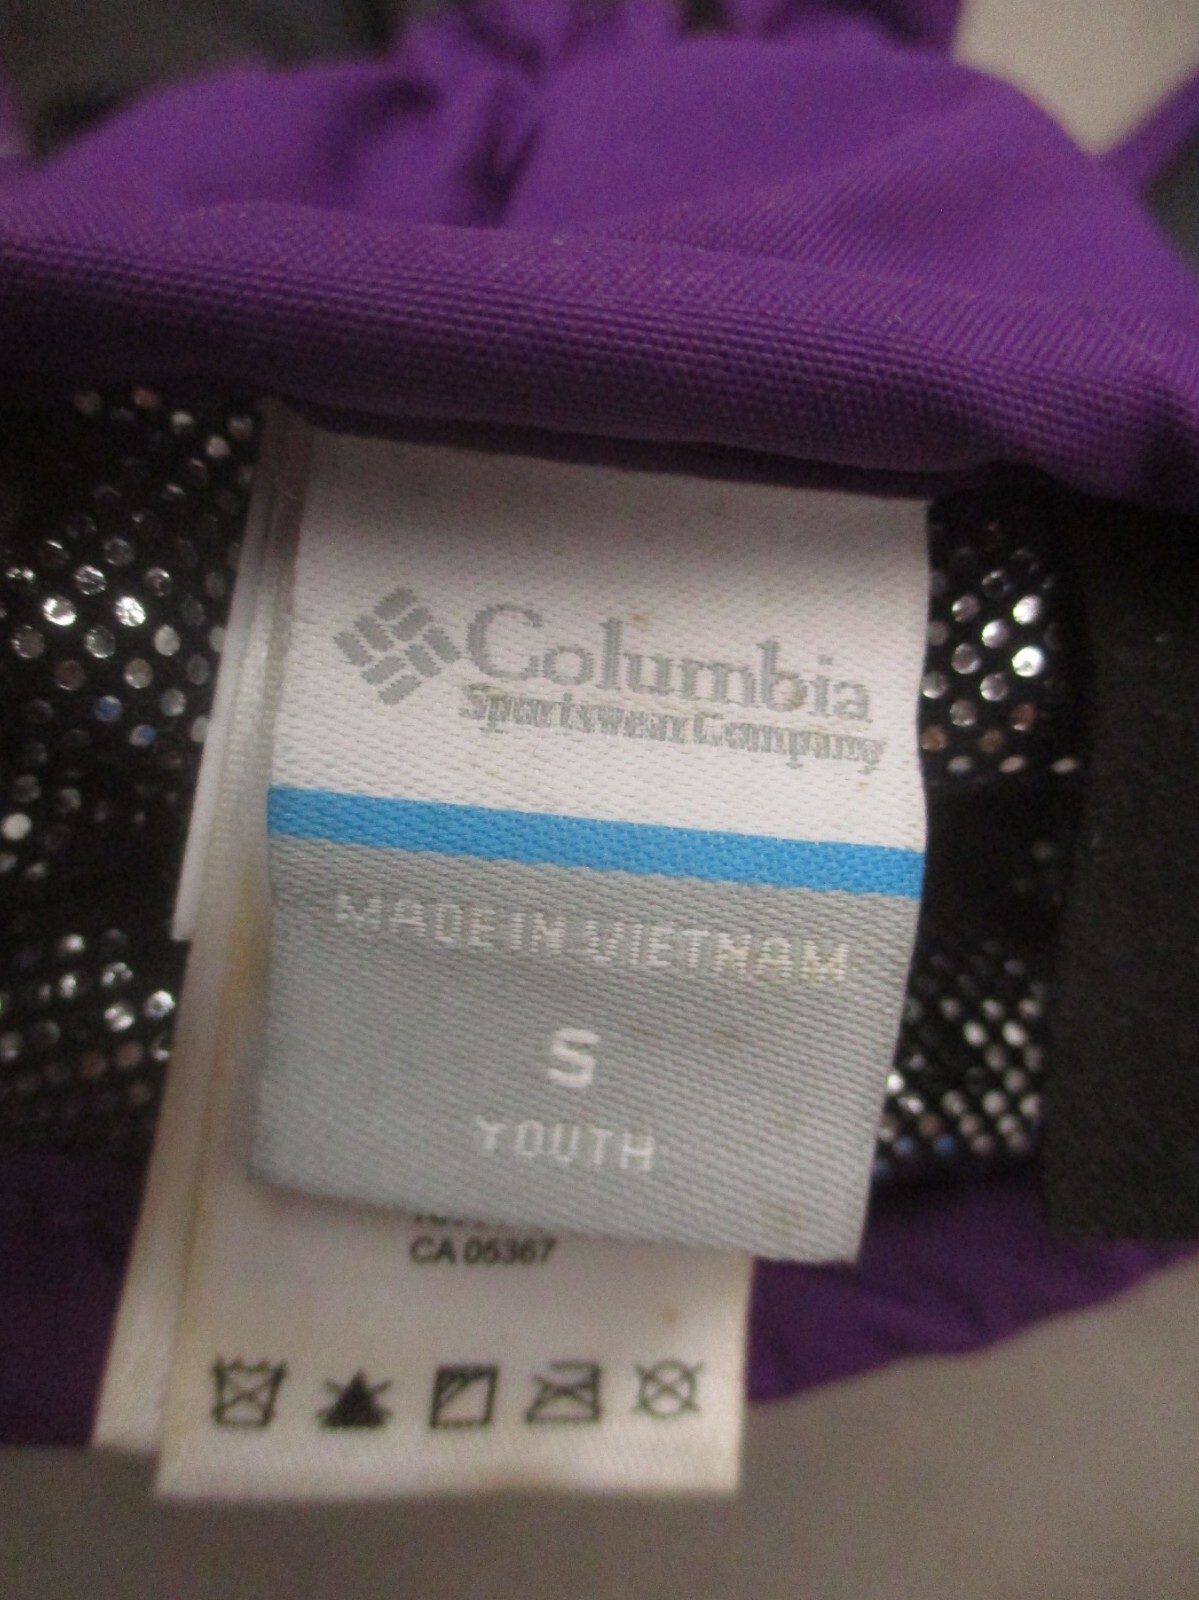 Columbia
Sportswear Company
MADE IN VIETNAM
S
YOUTH
CA 05367